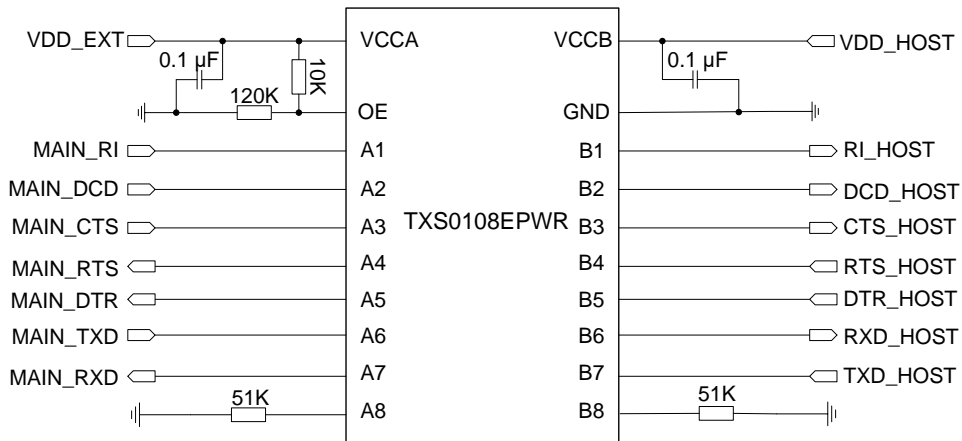 VDD_EXT VCCA VCCB VDD_HOST
0.1 µF 10K 0.1 µF
120K OE GND
MAIN_RI A1 B1 RI_HOST
MAIN_DCD A2 B2 DCD_HOST
MAIN_CTS A3 TXS0108EPWR B3 CTS_HOST
MAIN_RTS A4 B4 RTS_HOST
MAIN_DTR A5 B5 DTR_HOST
MAIN_TXD A6 B6 RXD_HOST
MAIN_RXD A7 B7 TXD_HOST
51K A8 B8 51K